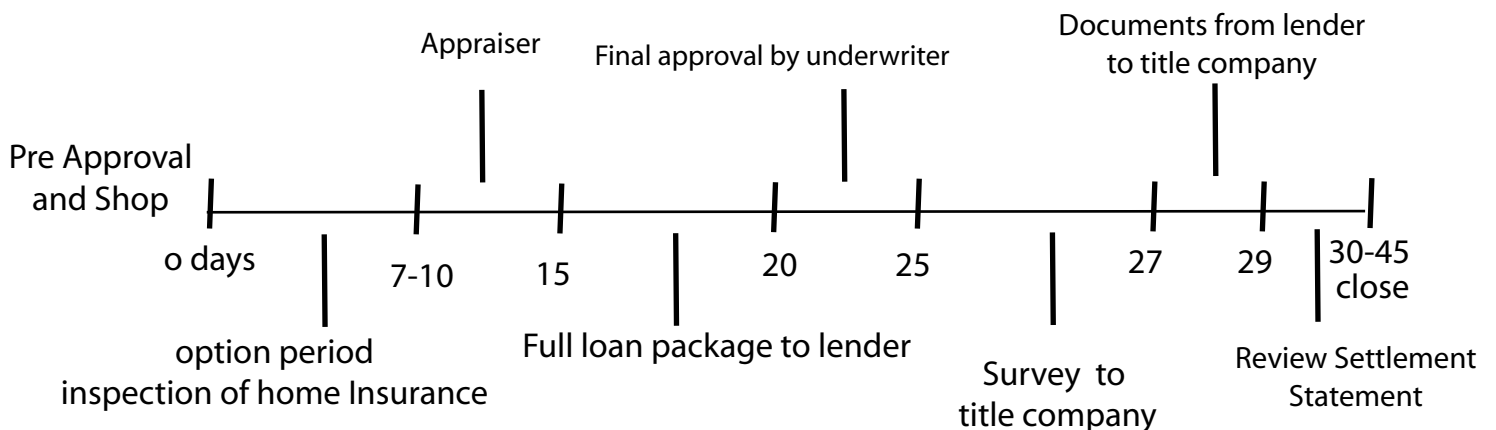 Documents from lender
to title company
Appraiser
Final approval by underwriter
Pre Approval
and Shop
o days
7-10
15
20
25
27
29
30-45
close
option period
inspection of home Insurance
Full loan package to lender
Survey to
title company
Review Settlement
Statement